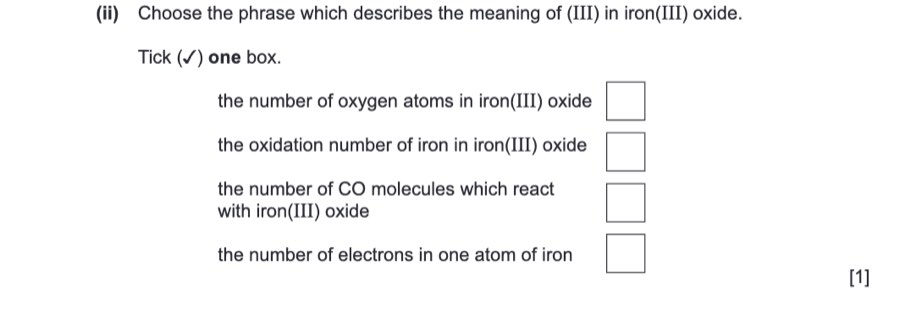 (ii) Choose the phrase which describes the meaning of (III) in iron(III) oxide.
Tick (✓) one box.
the number of oxygen atoms in iron(III) oxide
the oxidation number of iron in iron(III) oxide
the number of CO molecules which react
with iron(III) oxide
the number of electrons in one atom of iron
[1]